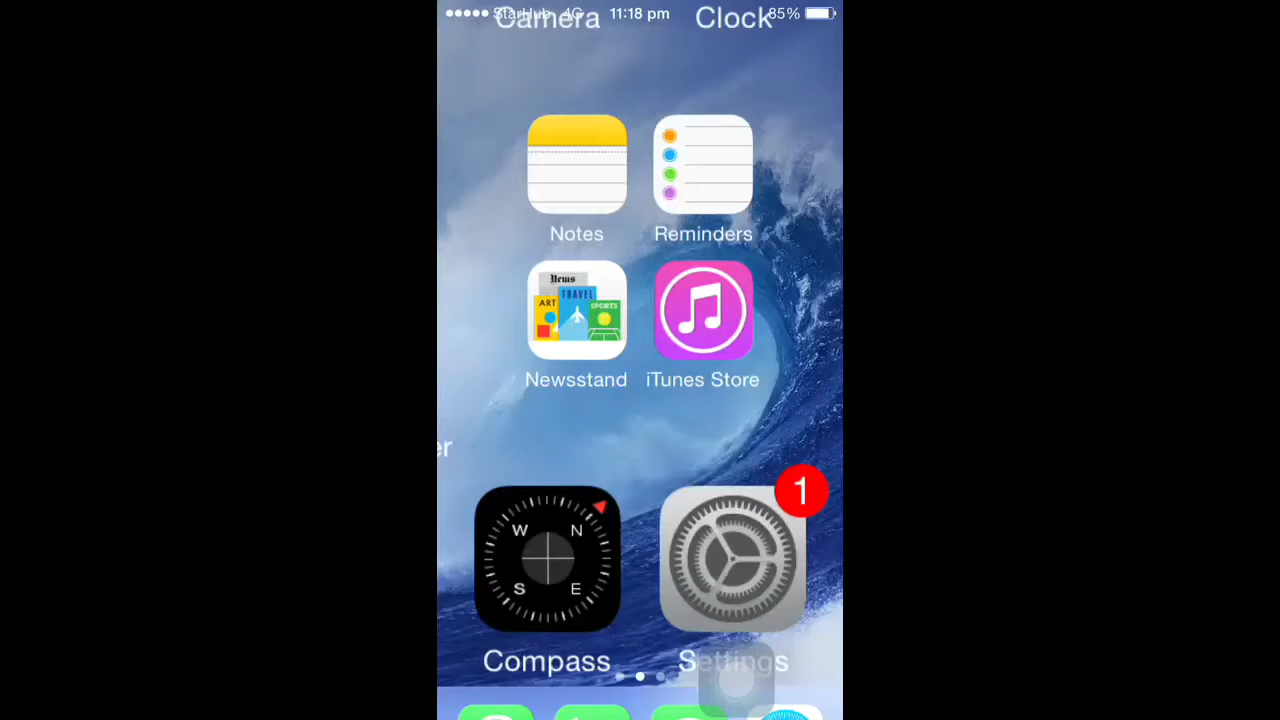 StarHub 4G 11:18 pm 85%
Camera Clock
Notes Reminders
News
ART TRAVEL SPORTS
Newsstand iTunes Store
er
1
W N
S E
Compass Settings